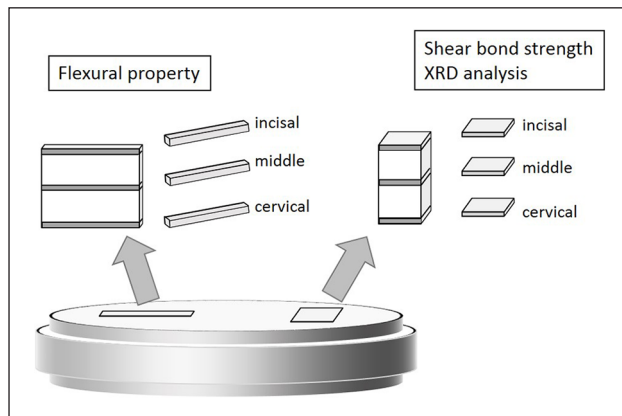 Flexural property
Shear bond strength
XRD analysis
incisal
middle
cervical
incisal
middle
cervical